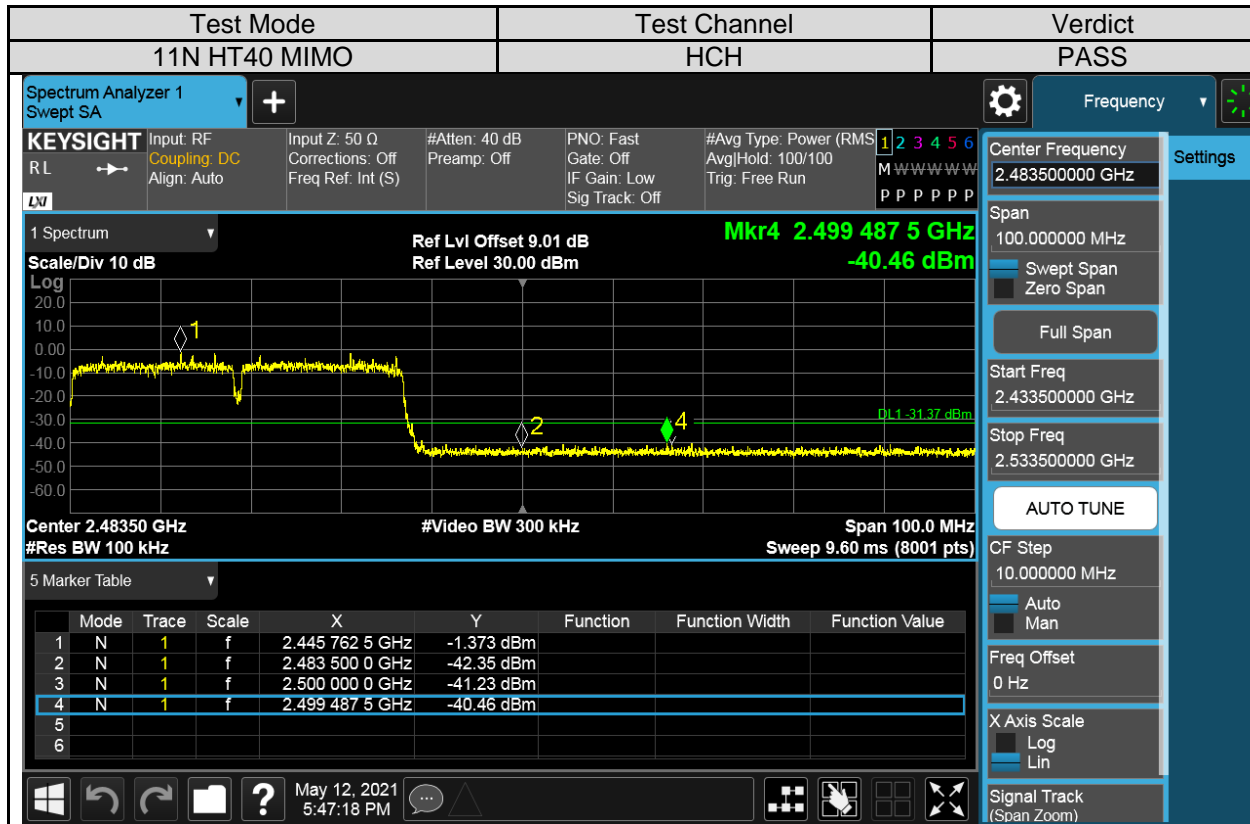 Test Mode Test Channel Verdict
11N HT40 MIMO HCH PASS
Spectrum Analyzer 1
Swept SA
+
Frequency
KEYSIGHT
RL
LXI
Input: RF
Coupling: DC
Align: Auto
Input Z: 50 Ω
Corrections: Off
Freq Ref: Int (S)
#Atten: 40 dB
Preamp: Off
PNO: Fast
Gate: Off
IF Gain: Low
Sig Track: Off
#Avg Type: Power (RMS
Avg|Hold: 100/100
Trig: Free Run
1 2 3 4 5 6
M W W W W W
P P P P P P
1 Spectrum
Scale/Div 10 dB
Ref Lvl Offset 9.01 dB
Ref Level 30.00 dBm
Mkr4 2.499 487 5 GHz
-40.46 dBm
Log
20.0
10.0
0.00
-10.0
-20.0
-30.0
-40.0
-50.0
-60.0
1
2
4
DL1 -31.37 dBm
Center 2.48350 GHz
#Res BW 100 kHz
#Video BW 300 kHz
Span 100.0 MHz
Sweep 9.60 ms (8001 pts)
5 Marker Table
Mode Trace Scale X Y Function Function Width Function Value
1 N 1 f 2.445 762 5 GHz -1.373 dBm
2 N 1 f 2.483 500 0 GHz -42.35 dBm
3 N 1 f 2.500 000 0 GHz -41.23 dBm
4 N 1 f 2.499 487 5 GHz -40.46 dBm
5
6
?
May 12, 2021
5:47:18 PM
Center Frequency
2.483500000 GHz
Settings
Span
100.000000 MHz
Swept Span
Zero Span
Full Span
Start Freq
2.433500000 GHz
Stop Freq
2.533500000 GHz
AUTO TUNE
CF Step
10.000000 MHz
Auto
Man
Freq Offset
0 Hz
X Axis Scale
Log
Lin
Signal Track
(Span Zoom)